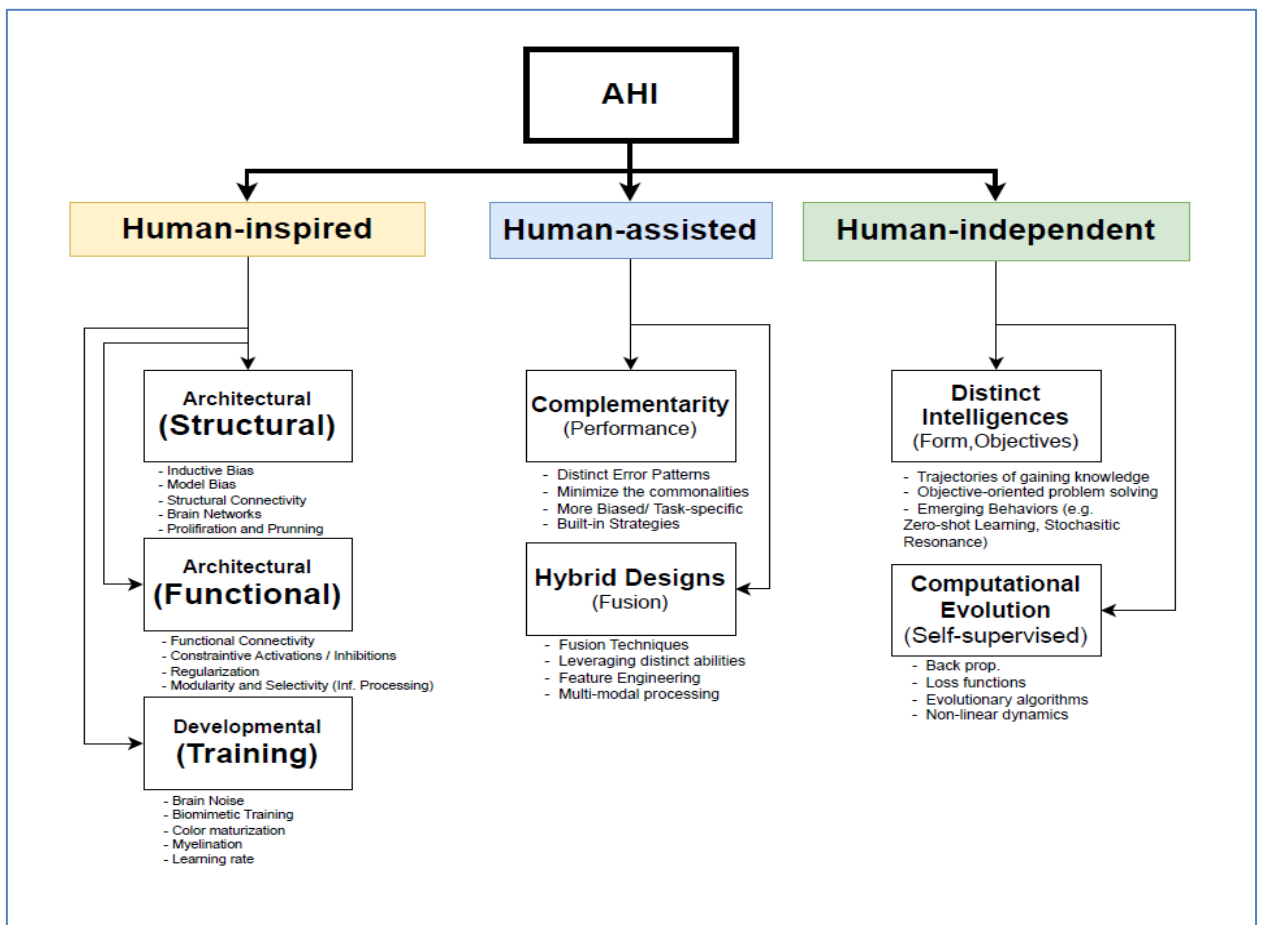 AHI
Human-inspired
Human-assisted
Human-independent
Architectural
(Structural)
- Inductive Bias
- Model Bias
- Structural Connectivity
- Brain Networks
- Prolifiration and Prunning
Architectural
(Functional)
- Functional Connectivity
- Constraintive Activations / Inhibitions
- Regularization
- Modularity and Selectivity (Inf. Processing)
Developmental
(Training)
- Brain Noise
- Biomimetic Training
- Color maturization
- Myelination
- Learning rate
Complementarity
(Performance)
- Distinct Error Patterns
- Minimize the commonalities
- More Biased/ Task-specific
- Built-in Strategies
Hybrid Designs
(Fusion)
- Fusion Techniques
- Leveraging distinct abilities
- Feature Engineering
- Multi-modal processing
Distinct
Intelligences
(Form,Objectives)
- Trajectories of gaining knowledge
- Objective-oriented problem solving
- Emerging Behaviors (e.g.
Zero-shot Learning, Stochasitic
Resonance)
Computational
Evolution
(Self-supervised)
- Back prop.
- Loss functions
- Evolutionary algorithms
- Non-linear dynamics